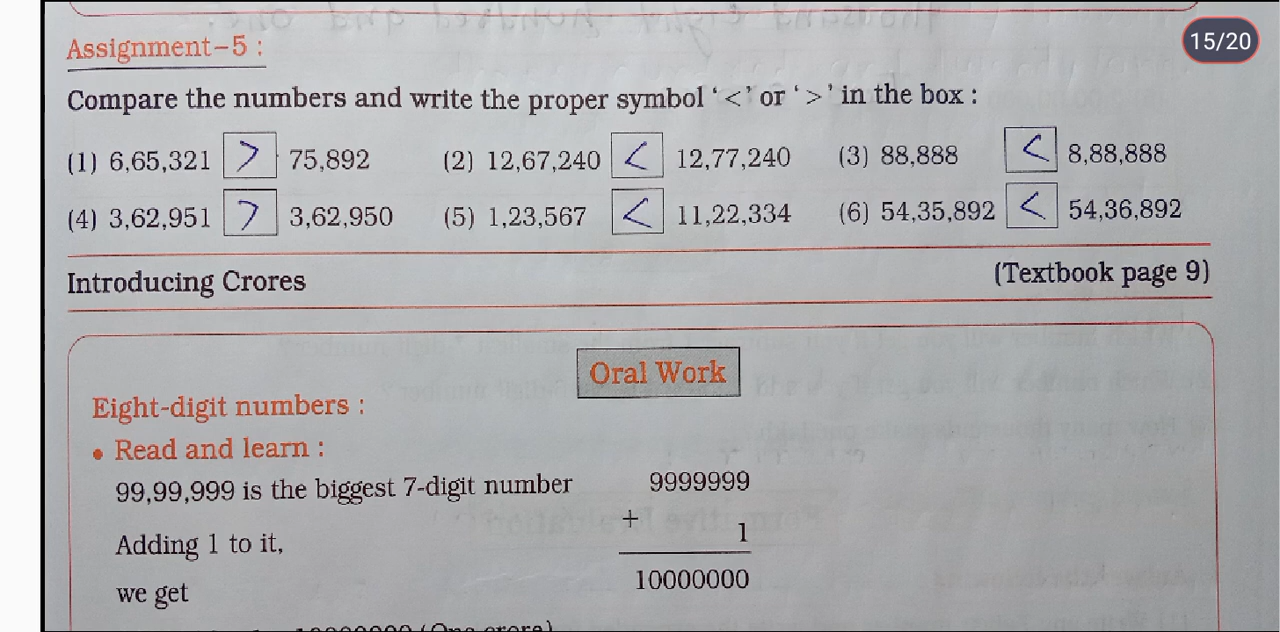 15/20
Assignment-5 :
Compare the numbers and write the proper symbol '<' or '>' in the box :
(1) 6,65,321 > 75,892 (2) 12,67,240 < 12,77,240 (3) 88,888 < 8,88,888
(4) 3,62,951 > 3,62,950 (5) 1,23,567 < 11,22,334 (6) 54,35,892 < 54,36,892
Introducing Crores (Textbook page 9)
Oral Work
Eight-digit numbers :
• Read and learn :
99,99,999 is the biggest 7-digit number 9999999
Adding 1 to it, + 1
we get 10000000
10000000 (One crore)